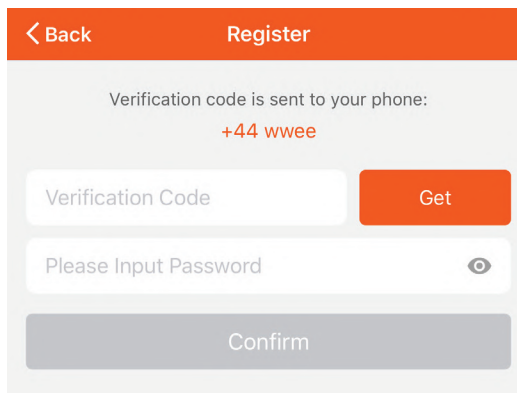 Back
Register
Verification code is sent to your phone:
+44 wwee
Verification Code
Get
Please Input Password
Confirm